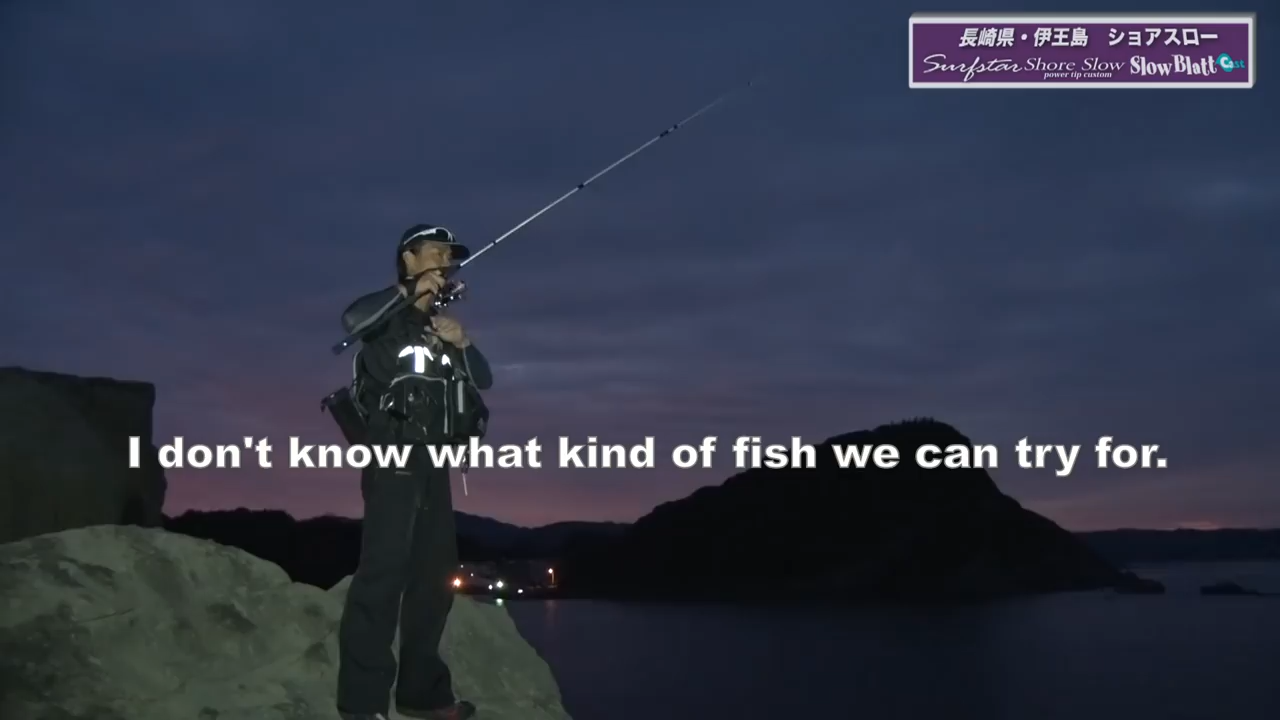 長崎県・伊王島 ショアスロー
Surfstar Shore Slow
power tip custom
SlowBlatt Cast
I don't know what kind of fish we can try for.